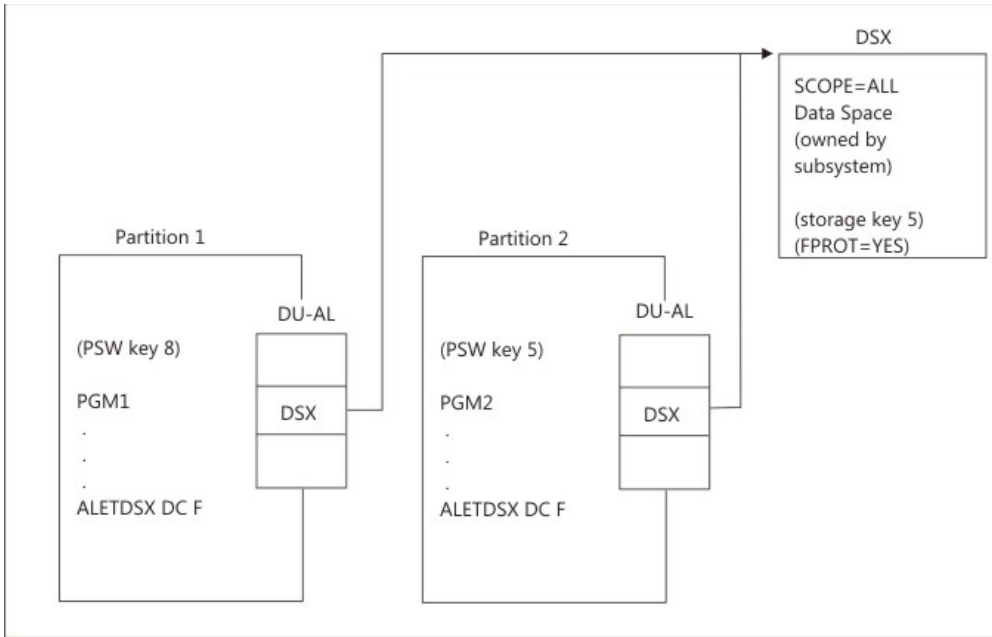 DSX
SCOPE=ALL
Data Space
(owned by
subsystem)
(storage key 5)
(FPROT=YES)
Partition 1
DU-AL
(PSW key 8)
PGM1
DSX
.
.
.
ALETDSX DC F
Partition 2
DU-AL
(PSW key 5)
PGM2
DSX
.
.
.
ALETDSX DC F